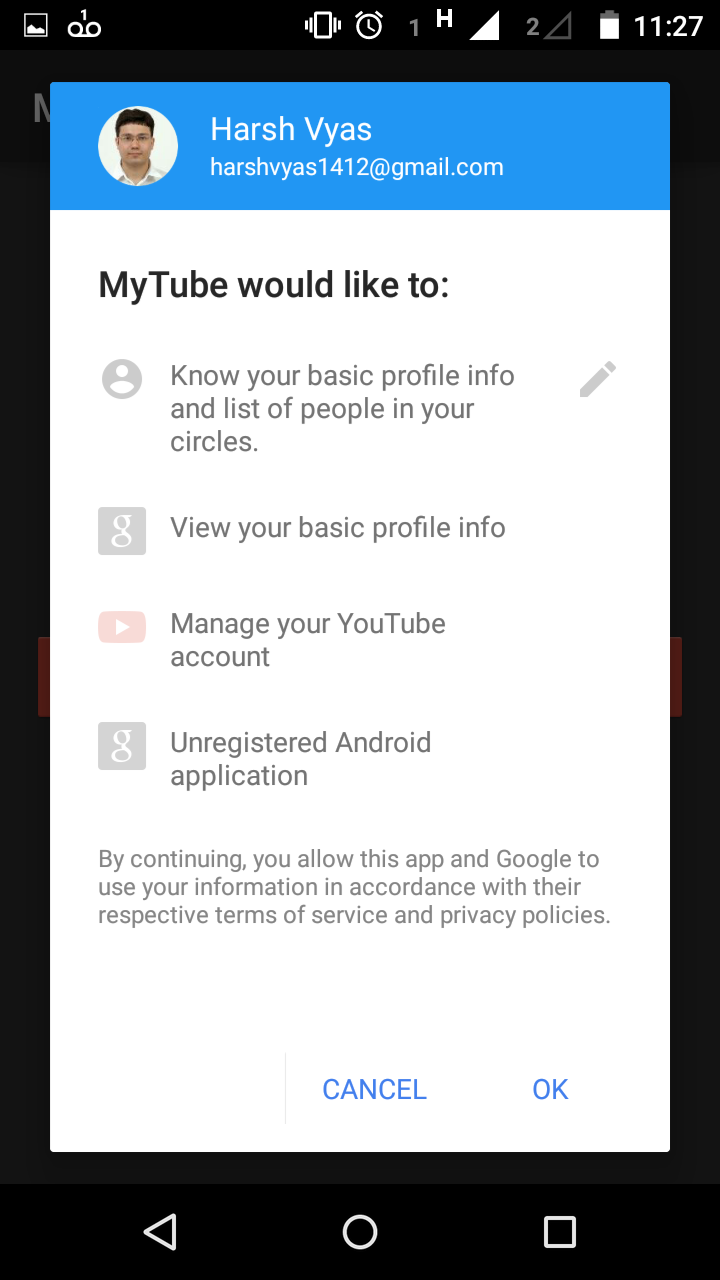 1
1
H
2
11:27
M
Harsh Vyas
harshvyas1412@gmail.com
MyTube would like to:
Know your basic profile info
and list of people in your
circles.
g
View your basic profile info
Manage your YouTube
account
g
Unregistered Android
application
By continuing, you allow this app and Google to
use your information in accordance with their
respective terms of service and privacy policies.
CANCEL
OK